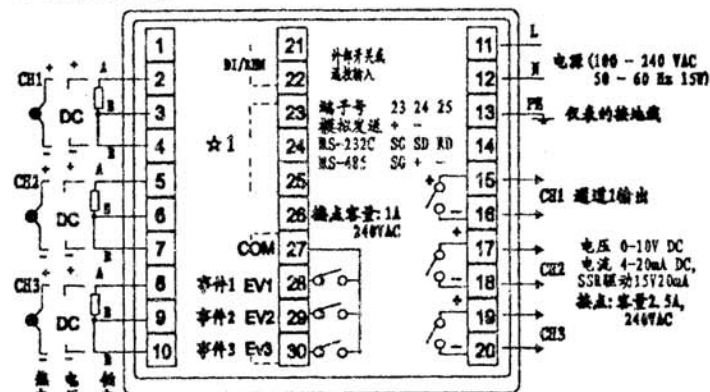 CH1 + + A
DC B
- - B
CH2 + + A
DC B
- - B
CH3 + + A
DC B
- - B
1
2
3
4
5
6
7
8
9
10
DI/REM
☆1
21
22
23
24
25
26
COM 27
事件1 EV1 28
事件2 EV2 29
事件3 EV3 30
外部开关或
遥控输入
端子号 23 24 25
模拟发送 + -
RS-232C SG SD RD
RS-485 SG + -
接点容量:1A
240VAC
11 L
12 N
13 PE
14
15 +
16 -
17 +
18 -
19 +
20 -
电源(100 - 240 VAC
50 - 60 Hz 15W)
仪表的接地线
CH1 通道1输出
CH2
电压 0-10V DC
电流 4-20mA DC,
SSR驱动15V20mA
接点:容量2.5A,
240VAC
CH3